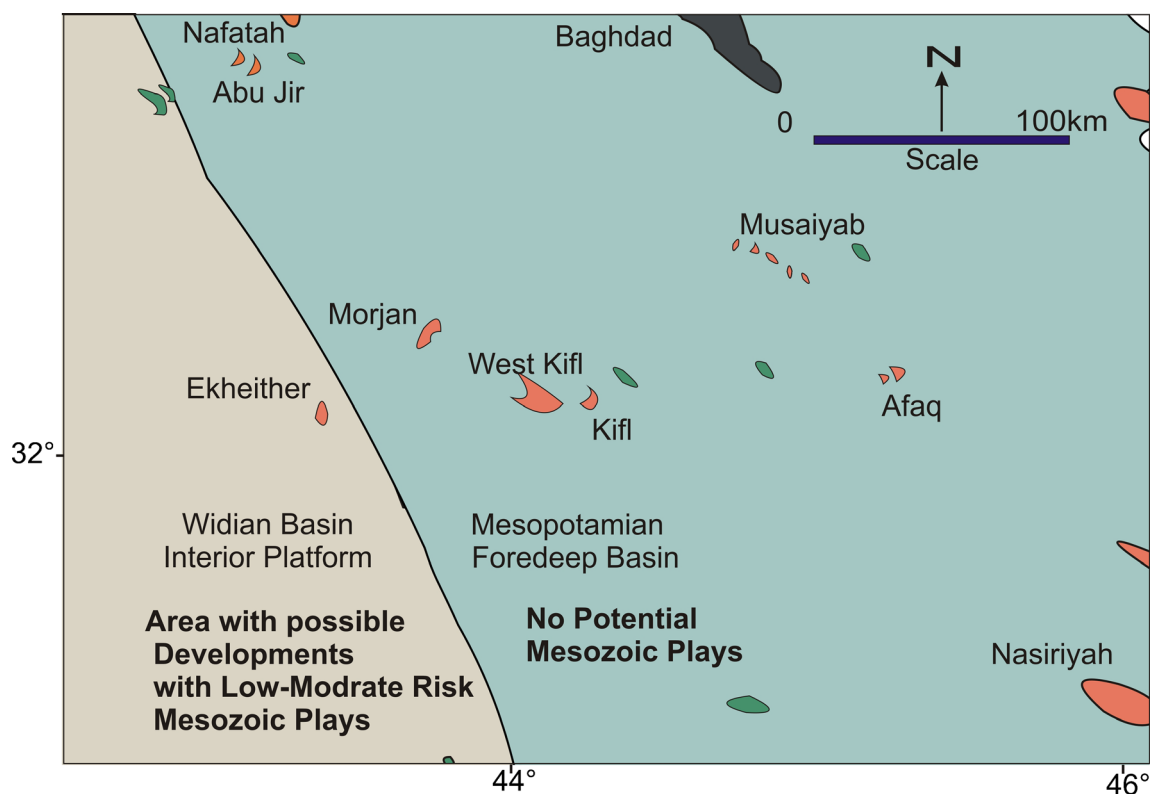 Nafatah
Abu Jir
Baghdad
N
0
100km
Scale
Musaiyab
Morjan
West Kifl
Ekheither
Kifl
Afaq
32°
Widian Basin
Interior Platform
Mesopotamian
Foredeep Basin
Area with possible
Developments
with Low-Modrate Risk
Mesozoic Plays
No Potential
Mesozoic Plays
Nasiriyah
44°
46°